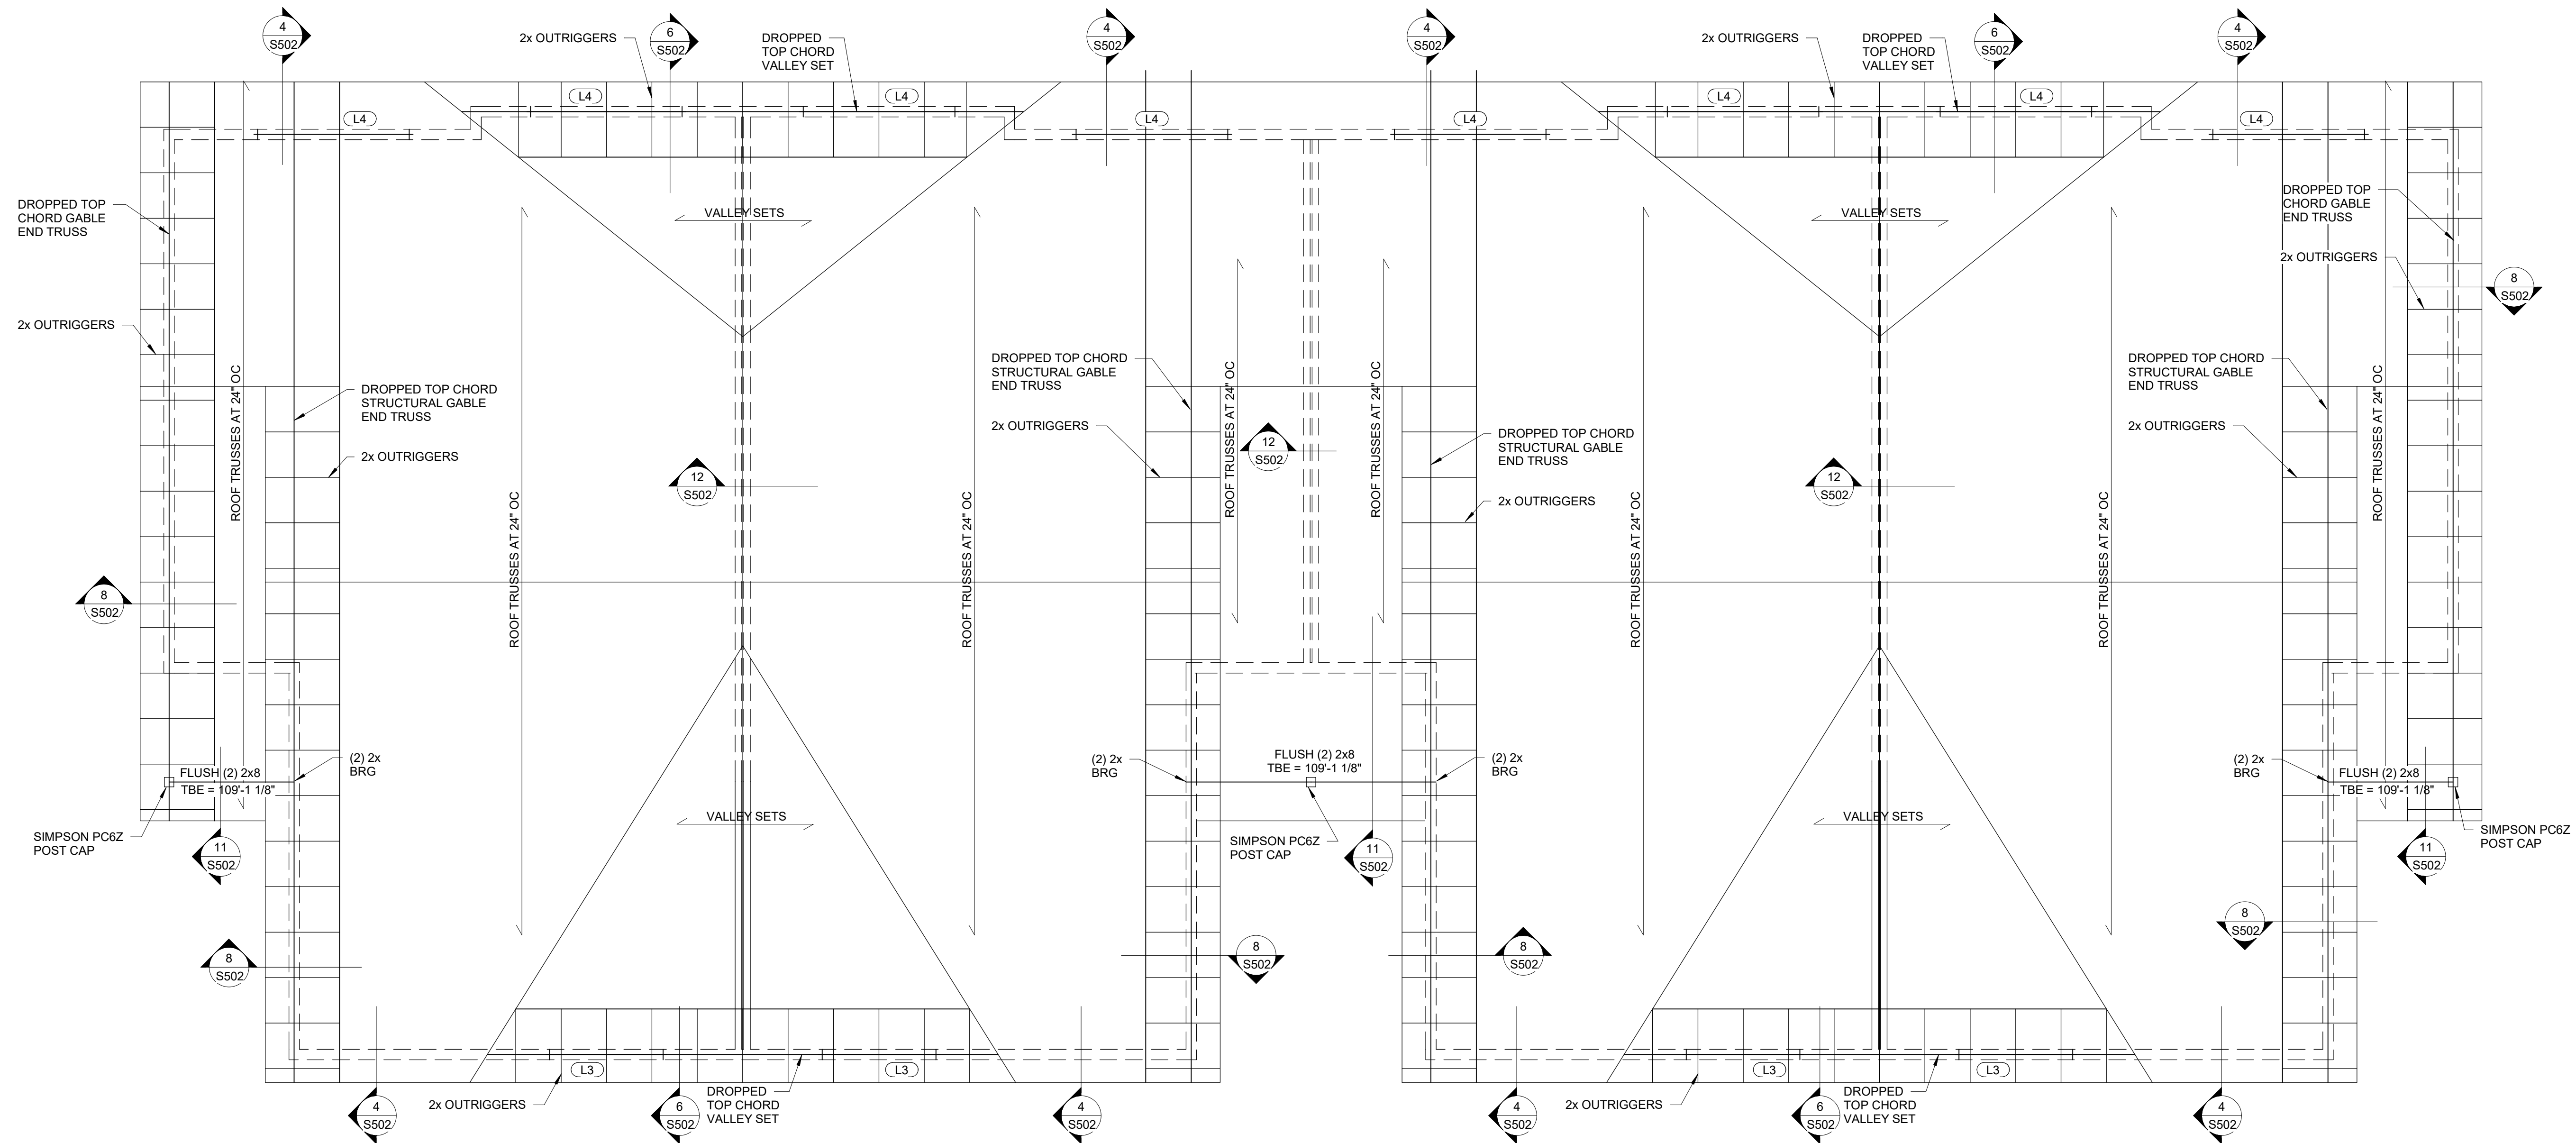 4
S502
2x OUTRIGGERS
6
S502
DROPPED
TOP CHORD
VALLEY SET
4
S502
4
S502
2x OUTRIGGERS
DROPPED
TOP CHORD
VALLEY SET
6
S502
4
S502
L4
L4
L4
L4
L4
L4
L4
L4
DROPPED TOP
CHORD GABLE
END TRUSS
VALLEY SETS
VALLEY SETS
DROPPED TOP
CHORD GABLE
END TRUSS
2x OUTRIGGERS
8
S502
2x OUTRIGGERS
ROOF TRUSSES AT 24" OC
DROPPED TOP CHORD
STRUCTURAL GABLE
END TRUSS
2x OUTRIGGERS
ROOF TRUSSES AT 24" OC
12
S502
ROOF TRUSSES AT 24" OC
DROPPED TOP CHORD
STRUCTURAL GABLE
END TRUSS
2x OUTRIGGERS
ROOF TRUSSES AT 24" OC
12
S502
ROOF TRUSSES AT 24" OC
DROPPED TOP CHORD
STRUCTURAL GABLE
END TRUSS
2x OUTRIGGERS
ROOF TRUSSES AT 24" OC
12
S502
ROOF TRUSSES AT 24" OC
DROPPED TOP CHORD
STRUCTURAL GABLE
END TRUSS
2x OUTRIGGERS
ROOF TRUSSES AT 24" OC
8
S502
FLUSH (2) 2x8
TBE = 109'-1 1/8"
(2) 2x
BRG
(2) 2x
BRG
FLUSH (2) 2x8
TBE = 109'-1 1/8"
(2) 2x
BRG
(2) 2x
BRG
FLUSH (2) 2x8
TBE = 109'-1 1/8"
SIMPSON PC6Z
POST CAP
11
S502
VALLEY SETS
SIMPSON PC6Z
POST CAP
11
S502
VALLEY SETS
11
S502
SIMPSON PC6Z
POST CAP
8
S502
8
S502
8
S502
8
S502
L3
L3
L3
L3
4
S502
2x OUTRIGGERS
6
S502
DROPPED
TOP CHORD
VALLEY SET
4
S502
4
S502
2x OUTRIGGERS
6
S502
DROPPED
TOP CHORD
VALLEY SET
4
S502